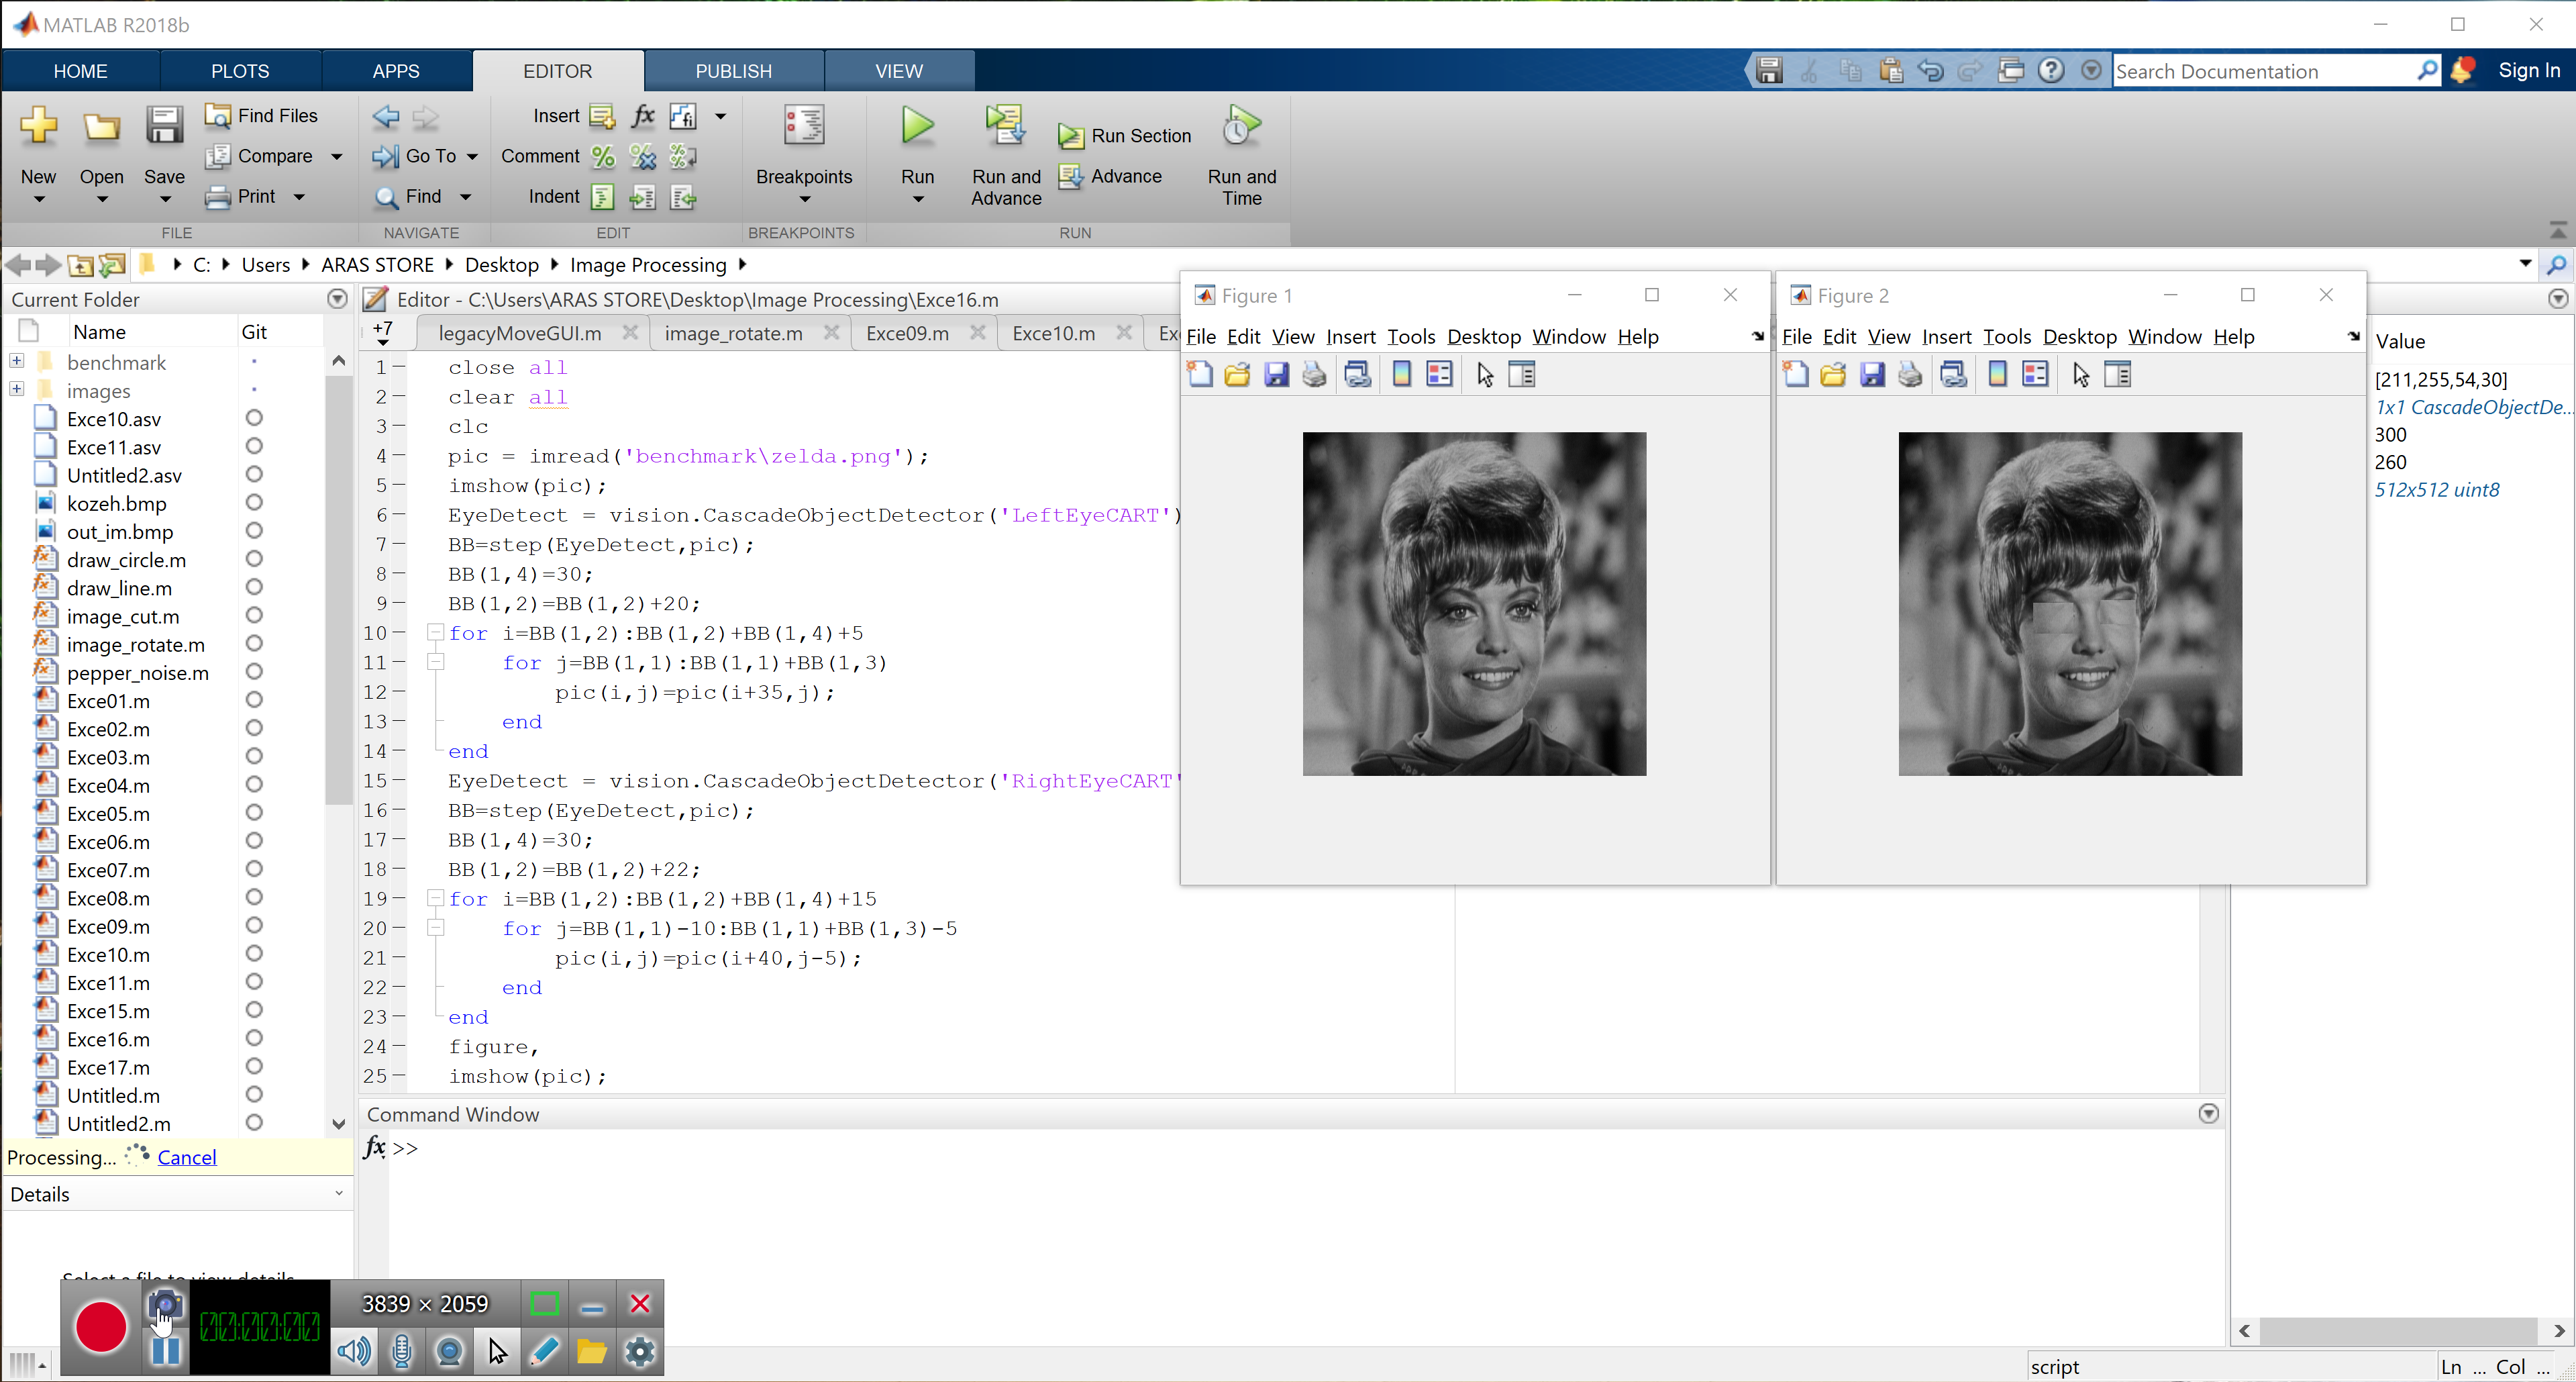 MATLAB R2018b
HOME PLOTS APPS EDITOR PUBLISH VIEW
Search Documentation
Sign In
New
Open
Save
Find Files
Compare
Print
FILE
Go To
Find
NAVIGATE
Insert fx fi
Comment
Indent
EDIT
Breakpoints
BREAKPOINTS
Run
Run and Advance
Run Section
Advance
Run and Time
RUN
C: Users ARAS STORE Desktop Image Processing
Current Folder
Name Git
benchmark
images
Exce10.asv
Exce11.asv
Untitled2.asv
kozeh.bmp
out_im.bmp
draw_circle.m
draw_line.m
image_cut.m
image_rotate.m
pepper_noise.m
Exce01.m
Exce02.m
Exce03.m
Exce04.m
Exce05.m
Exce06.m
Exce07.m
Exce08.m
Exce09.m
Exce10.m
Exce11.m
Exce15.m
Exce16.m
Exce17.m
Untitled.m
Untitled2.m
Processing... Cancel
Details
Editor - C:\Users\ARAS STORE\Desktop\Image Processing\Exce16.m
+7 legacyMoveGUI.m image_rotate.m Exce09.m Exce10.m Ex
1 close all
2 clear all
3 clc
4 pic = imread('benchmark\zelda.png');
5 imshow(pic);
6 EyeDetect = vision.CascadeObjectDetector('LeftEyeCART')
7 BB=step(EyeDetect,pic);
8 BB(1,4)=30;
9 BB(1,2)=BB(1,2)+20;
10 for i=BB(1,2):BB(1,2)+BB(1,4)+5
11 for j=BB(1,1):BB(1,1)+BB(1,3)
12 pic(i,j)=pic(i+35,j);
13 end
14 end
15 EyeDetect = vision.CascadeObjectDetector('RightEyeCART'
16 BB=step(EyeDetect,pic);
17 BB(1,4)=30;
18 BB(1,2)=BB(1,2)+22;
19 for i=BB(1,2):BB(1,2)+BB(1,4)+15
20 for j=BB(1,1)-10:BB(1,1)+BB(1,3)-5
21 pic(i,j)=pic(i+40,j-5);
22 end
23 end
24 figure,
25 imshow(pic);
Command Window
fx >>
Figure 1
File Edit View Insert Tools Desktop Window Help
Figure 2
File Edit View Insert Tools Desktop Window Help
Value
[211,255,54,30]
1x1 CascadeObjectDe...
300
260
512x512 uint8
3839 × 2059
00:00:00
script
Ln ... Col ...